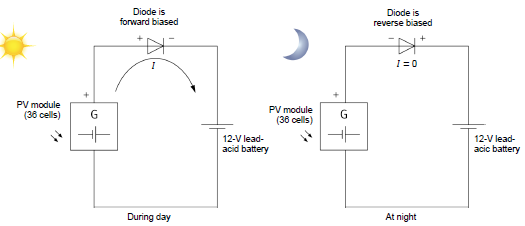 Diode is
forward biased
+ −
I
+
PV module
(36 cells)
G
12-V lead-
acid battery
During day
Diode is
reverse biased
− +
I = 0
+
PV module
(36 cells)
G
12-V lead-
acic battery
At night